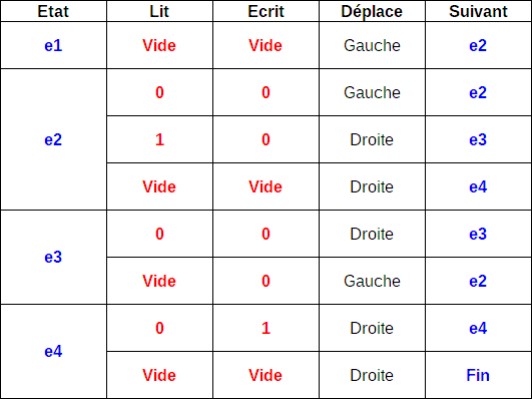 Etat Lit Ecrit Déplace Suivant
e1 Vide Vide Gauche e2
0 0 Gauche e2
e2 1 0 Droite e3
Vide Vide Droite e4
e3 0 0 Droite e3
Vide 0 Gauche e2
e4 0 1 Droite e4
Vide Vide Droite Fin